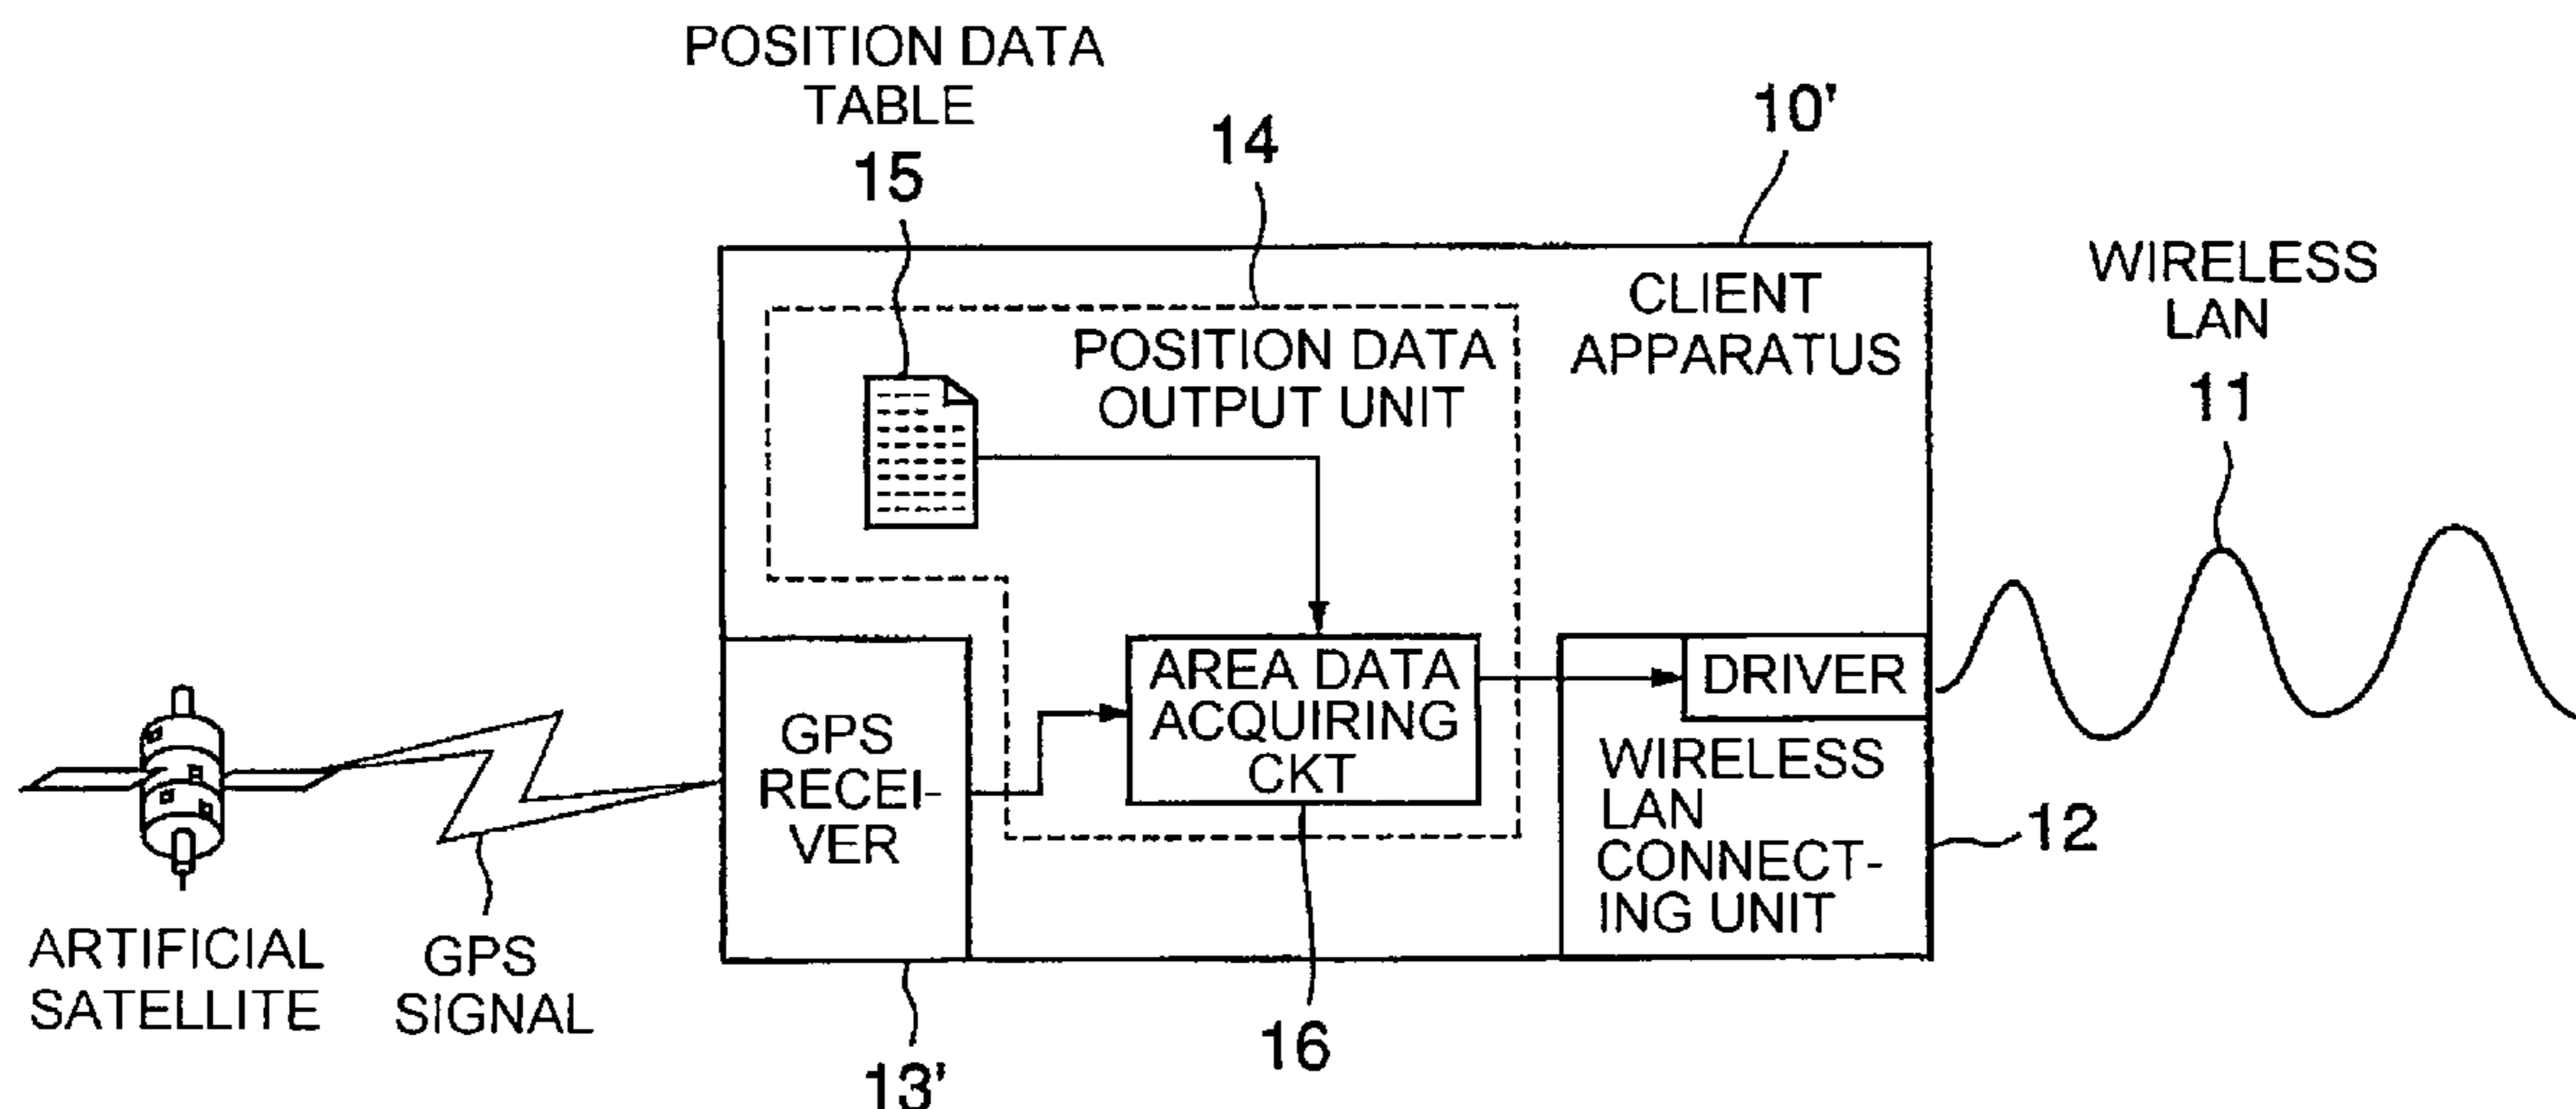 POSITION DATA
TABLE
15
14
10'
WIRELESS
LAN
11
CLIENT
APPARATUS
POSITION DATA
OUTPUT UNIT
GPS
RECEI-
VER
AREA DATA
ACQUIRING
CKT
DRIVER
WIRELESS
LAN
CONNECT-
ING UNIT
12
ARTIFICIAL
SATELLITE
GPS
SIGNAL
13'
16